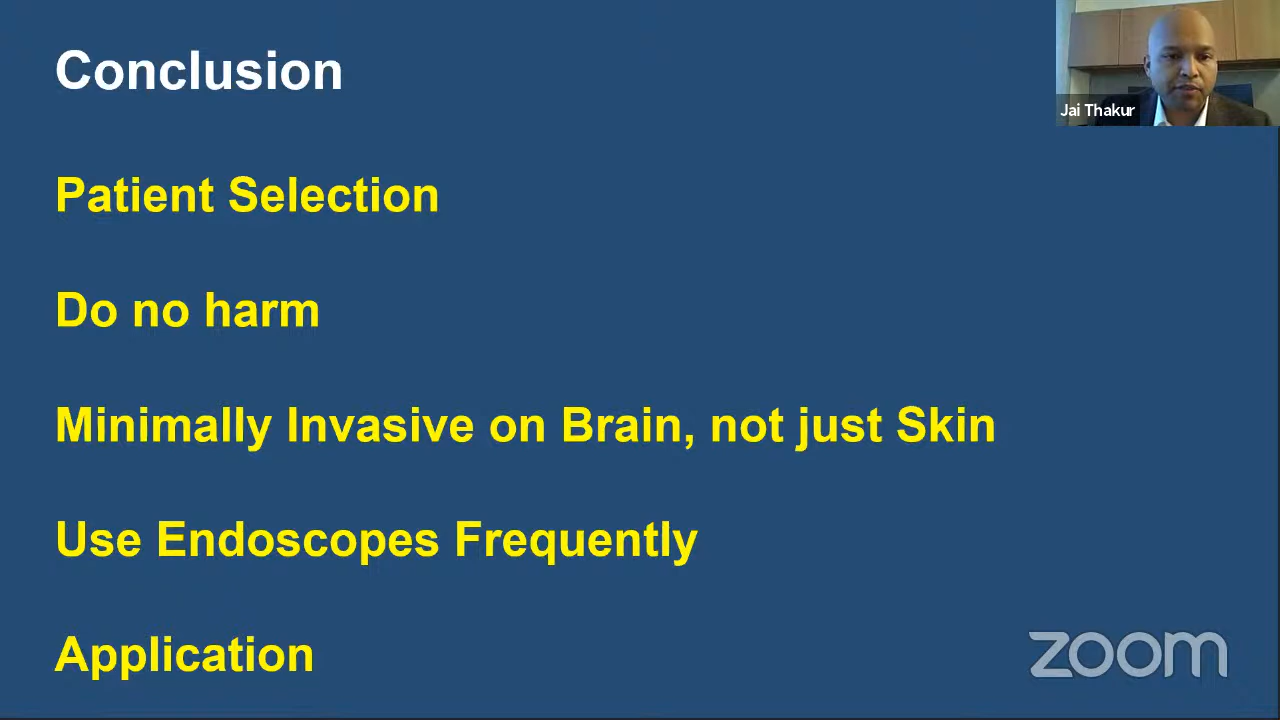 Conclusion
Jai Thakur
Patient Selection
Do no harm
Minimally Invasive on Brain, not just Skin
Use Endoscopes Frequently
Application
zoom